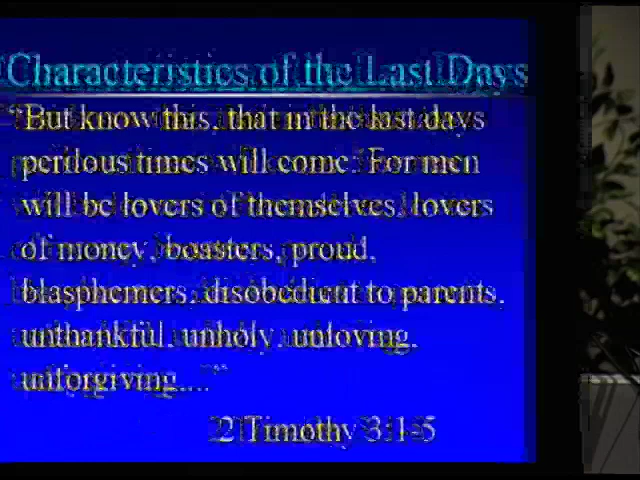 Characteristics of the Last Days
"But know this, that in the last days
perilous times will come: For men
will be lovers of themselves, lovers
of money, boasters, proud,
blasphemers, disobedient to parents,
unthankful, unholy, unloving,
unforgiving...."
2 Timothy 3:1-5